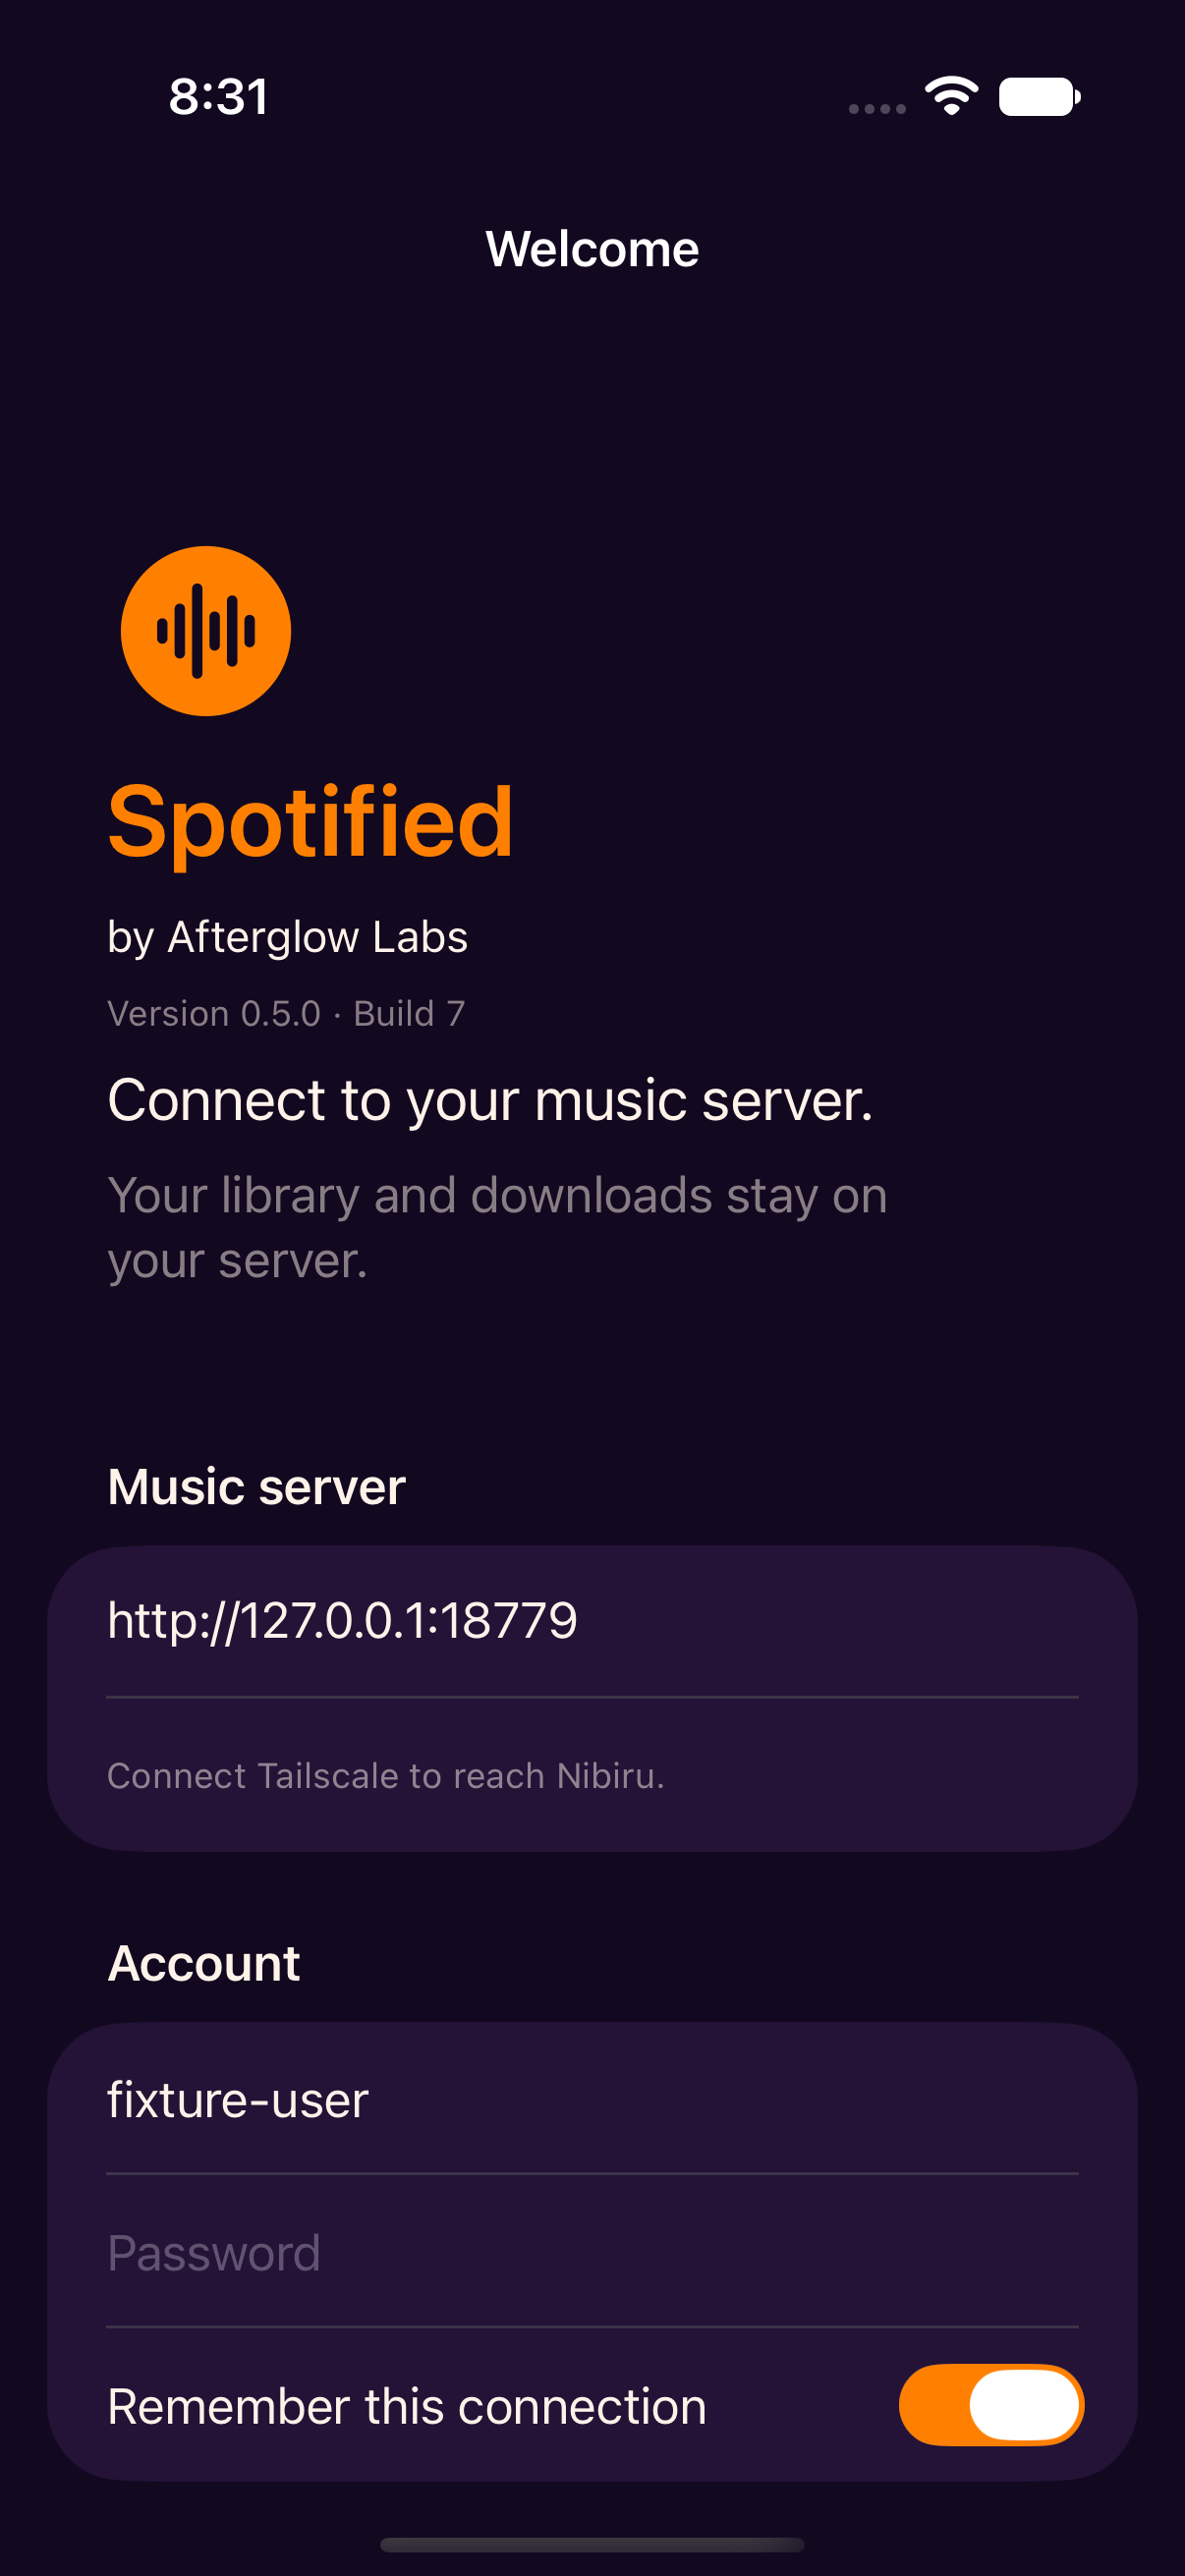 8:31
Welcome
Spotified
by Afterglow Labs
Version 0.5.0 · Build 7
Connect to your music server.
Your library and downloads stay on
your server.
Music server
http://127.0.0.1:18779
Connect Tailscale to reach Nibiru.
Account
fixture-user
Password
Remember this connection